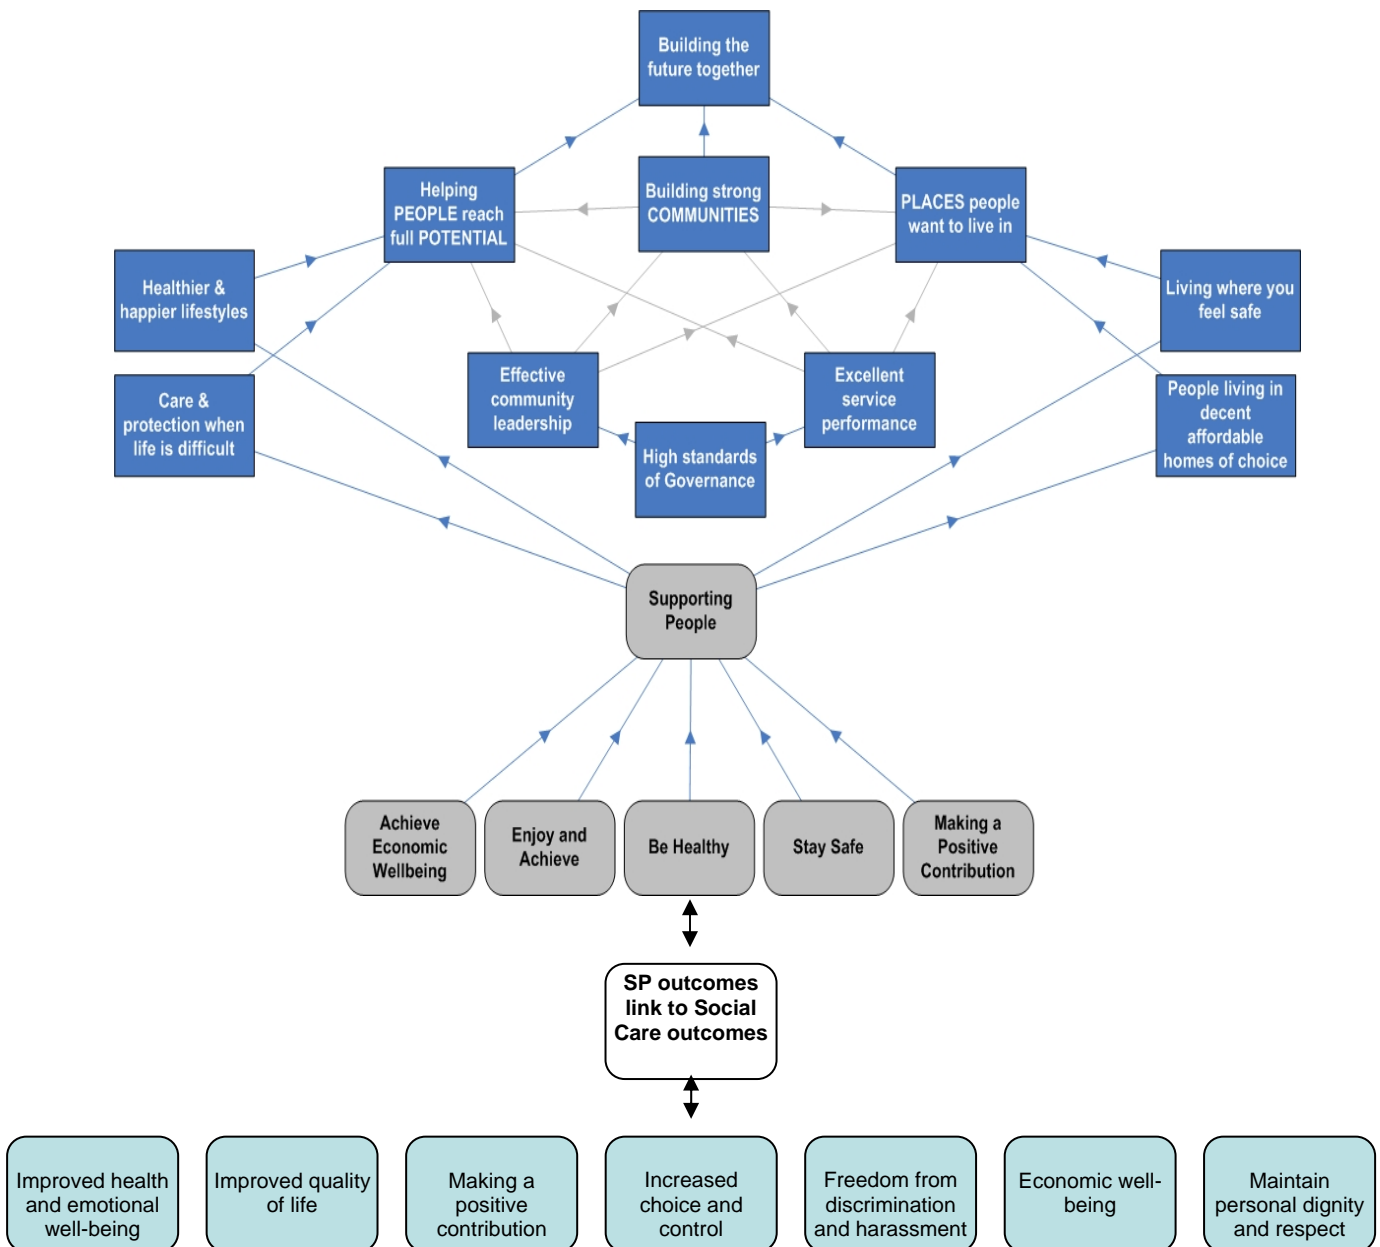 Building the
future together
Helping
PEOPLE reach
full POTENTIAL
Building strong
COMMUNITIES
PLACES people
want to live in
Healthier &
happier lifestyles
Living where you
feel safe
Care &
protection when
life is difficult
Effective
community
leadership
High standards
of Governance
Excellent
service
performance
People living in
decent
affordable
homes of choice
Supporting
People
Achieve
Economic
Wellbeing
Enjoy and
Achieve
Be Healthy
Stay Safe
Making a
Positive
Contribution
SP outcomes
link to Social
Care outcomes
Improved health
and emotional
well-being
Improved quality
of life
Making a
positive
contribution
Increased
choice and
control
Freedom from
discrimination
and harassment
Economic well-
being
Maintain
personal dignity
and respect